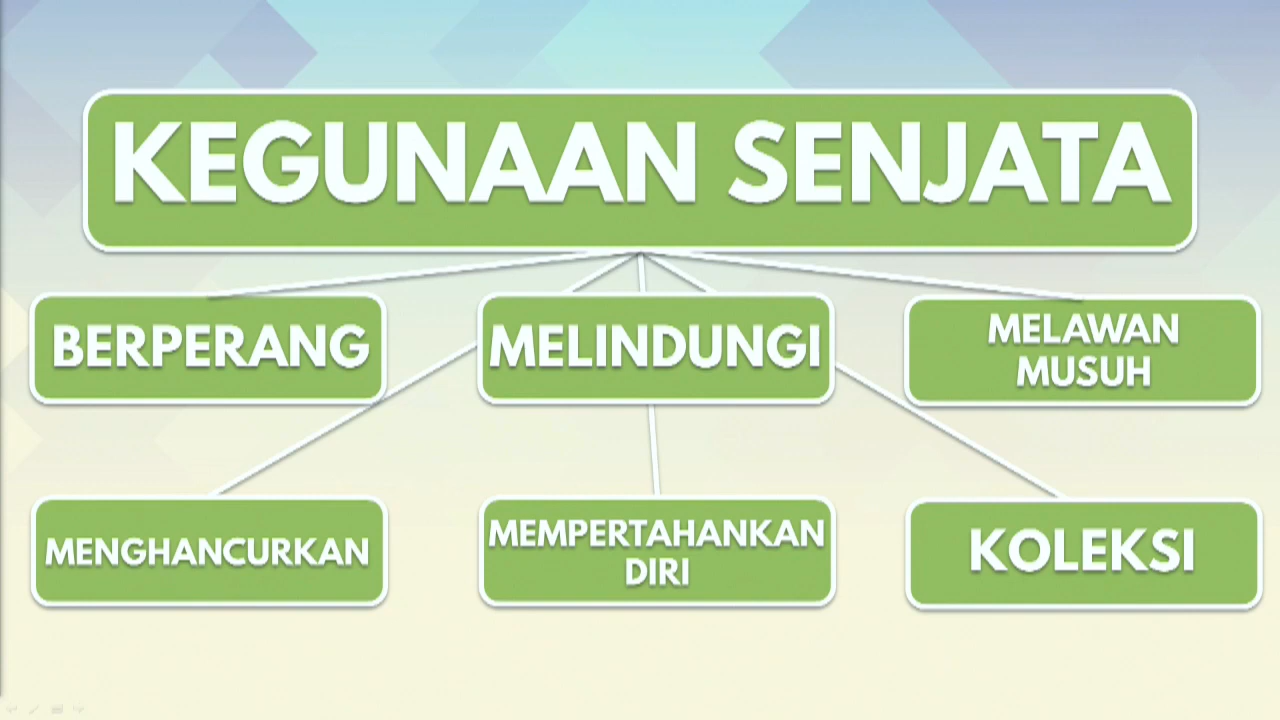 KEGUNAAN SENJATA
BERPERANG
MELINDUNGI
MELAWAN
MUSUH
MENGHANCURKAN
MEMPERTAHANKAN
DIRI
KOLEKSI